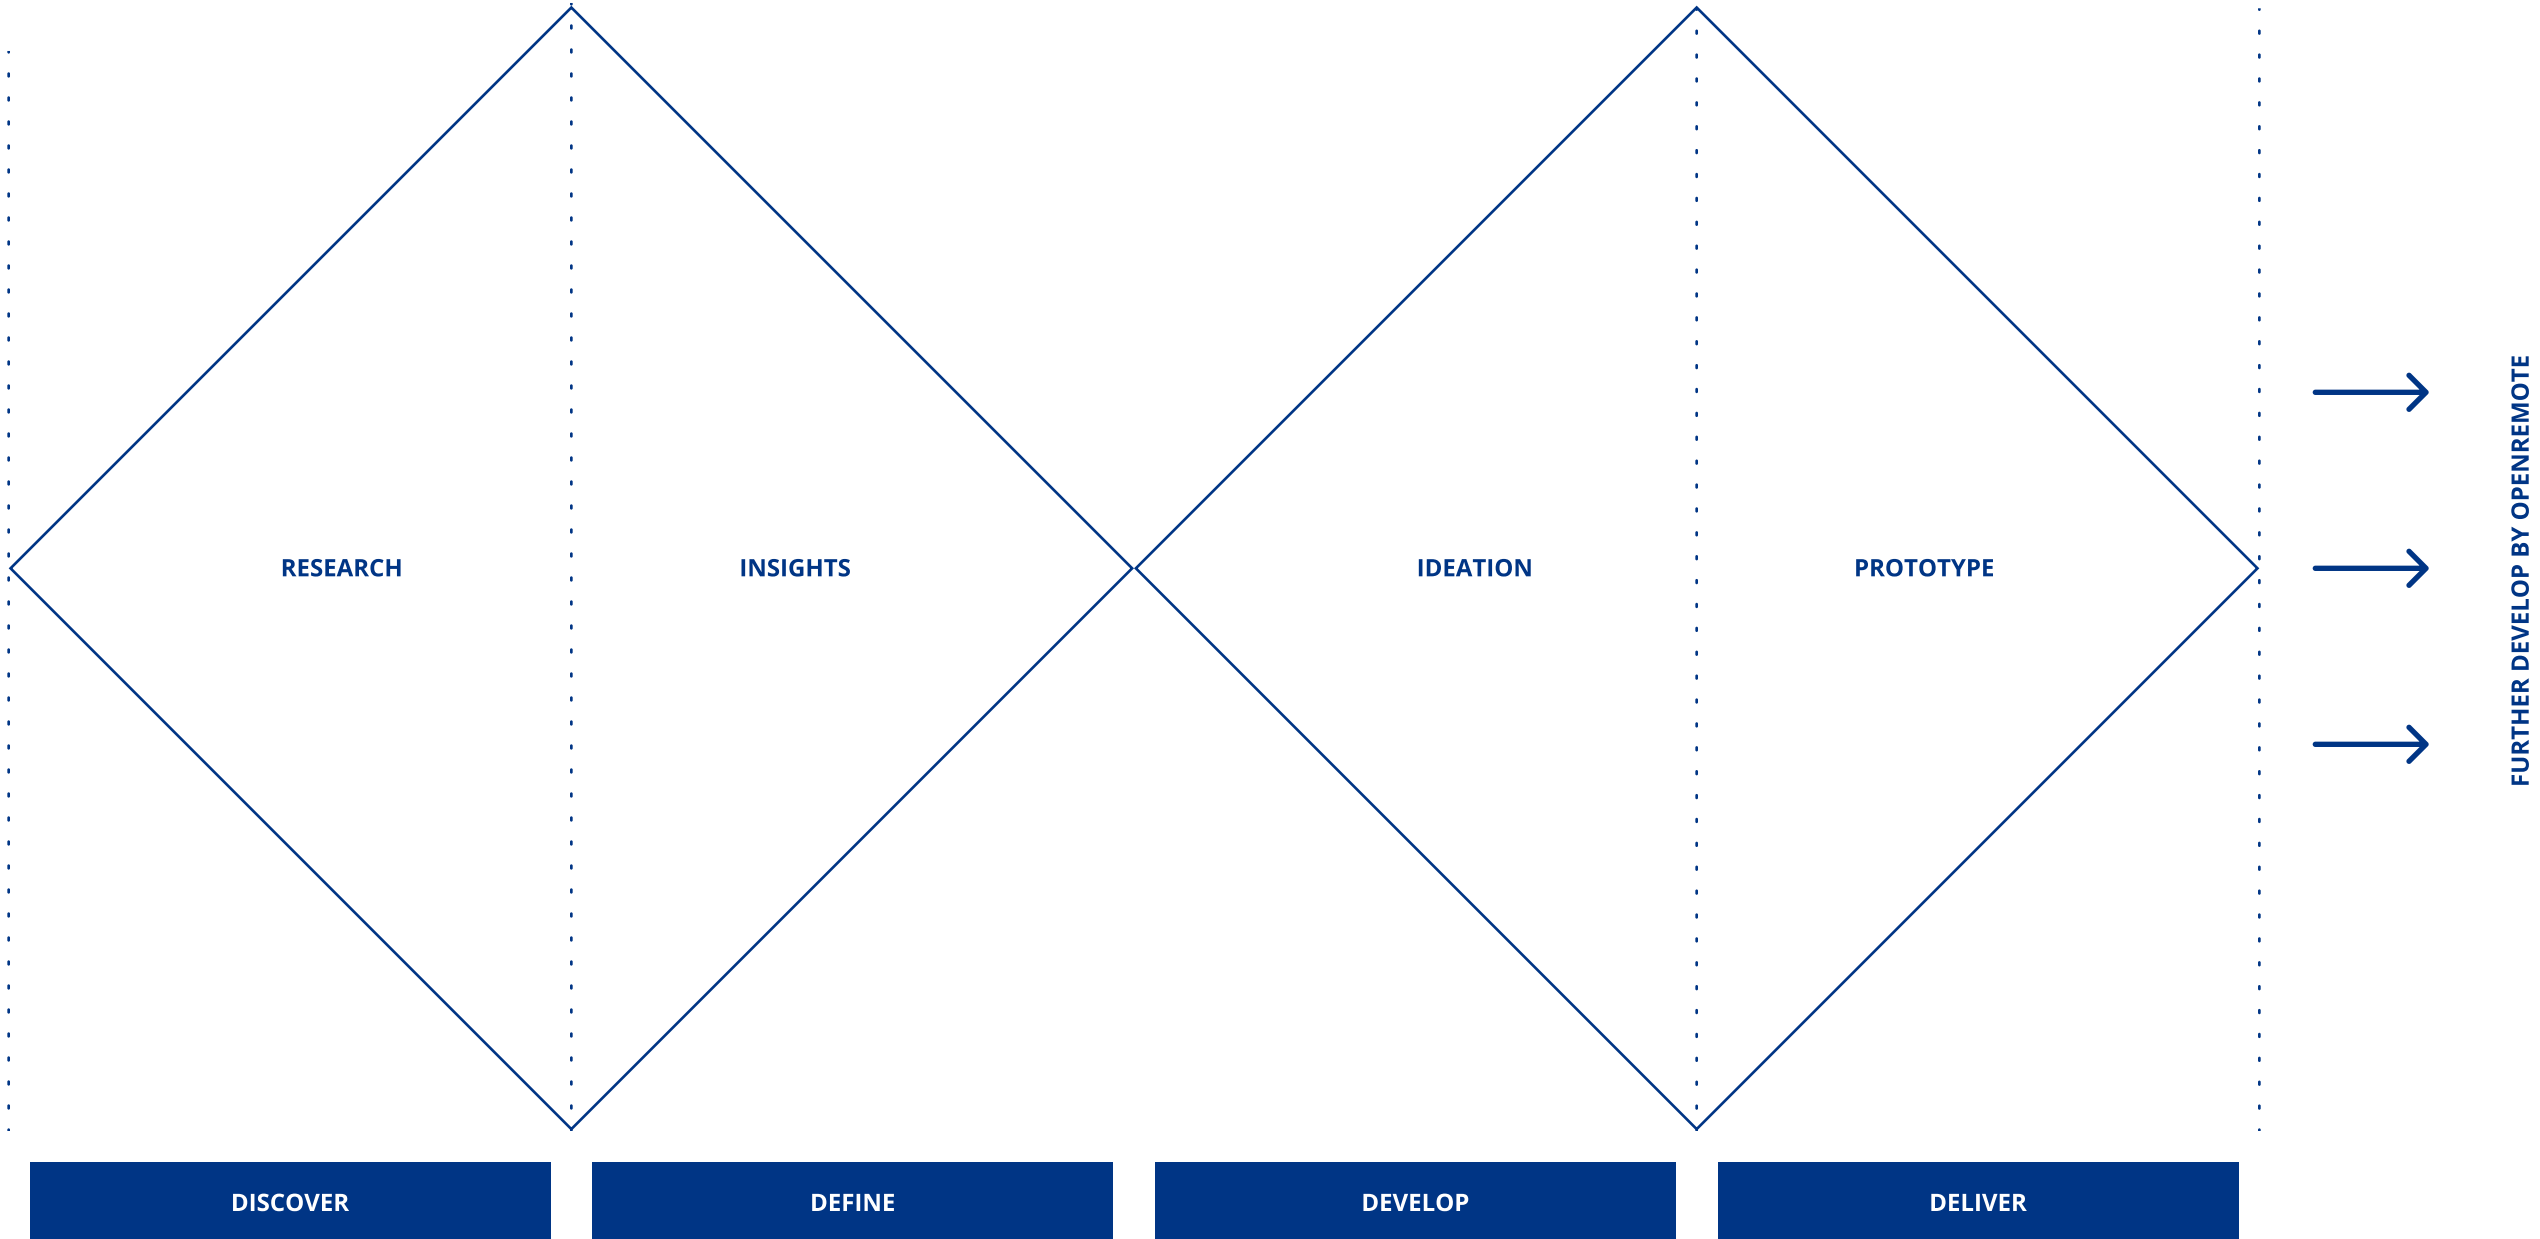 RESEARCH
INSIGHTS
IDEATION
PROTOTYPE
FURTHER DEVELOP BY OPENREMOTE
DISCOVER
DEFINE
DEVELOP
DELIVER